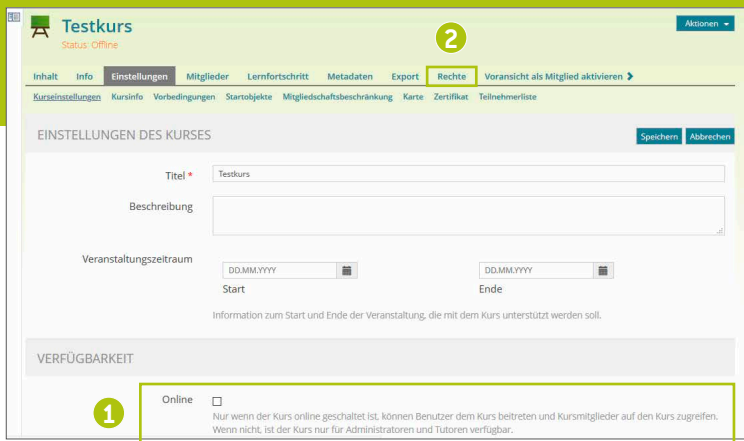 Testkurs
Status: Offline
Aktionen
2
Inhalt Info Einstellungen Mitglieder Lernfortschritt Metadaten Export Rechte Voransicht als Mitglied aktivieren
Kurseinstellungen Kursinfo Vorbedingungen Startobjekte Mitgliedschaftsbeschränkung Karte Zertifikat Teilnehmerliste
EINSTELLUNGEN DES KURSES
Speichern Abbrechen
Titel * Testkurs
Beschreibung
Veranstaltungszeitraum
DD.MM.YYYY DD.MM.YYYY
Start Ende
Information zum Start und Ende der Veranstaltung, die mit dem Kurs unterstützt werden soll.
VERFÜGBARKEIT
1
Online
Nur wenn der Kurs online geschaltet ist, können Benutzer dem Kurs beitreten und Kursmitglieder auf den Kurs zugreifen.
Wenn nicht, ist der Kurs nur für Administratoren und Tutoren verfügbar.